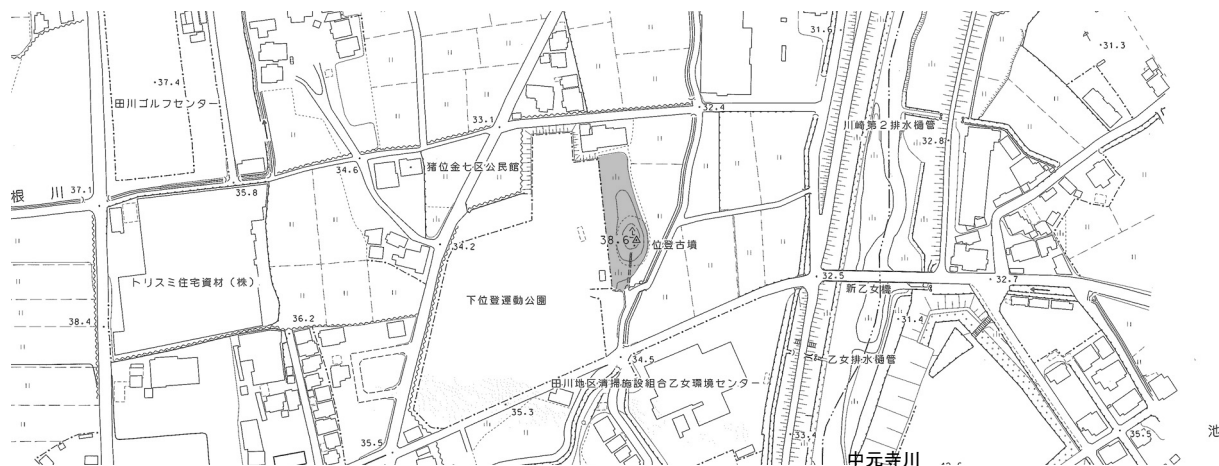 31.6
31.3
37.4
田川ゴルフセンター
32.4
33.1
川崎第2排水樋管
32.8
34.6
猪位金七区公民館
根川
37.1
35.8
38.6
位登古墳
34.2
トリスミ住宅資材(株)
下位登運動公園
32.5
32.7
新乙女橋
31.4
38.4
36.2
34.5
乙女排水樋管
田川地区清掃施設組合乙女環境センター
35.3
35.5
33.4
35.5
池
中元寺川